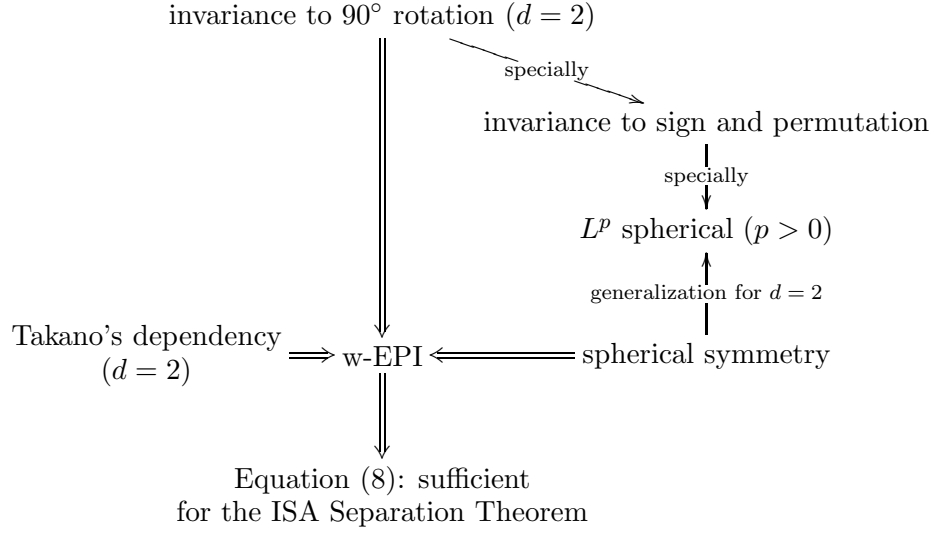 invariance to 90° rotation (d = 2)
specially
invariance to sign and permutation
specially
L^p spherical (p > 0)
generalization for d = 2
Takano's dependency
(d = 2)
w-EPI
spherical symmetry
Equation (8): sufficient
for the ISA Separation Theorem